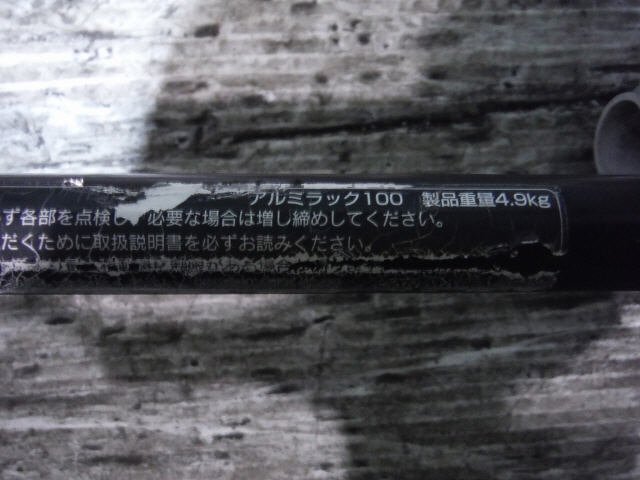 アルミラック100 製品重量4.9kg
ず各部を点検し、必要な場合は増し締めしてください。
だくために取扱説明書を必ずお読みください。